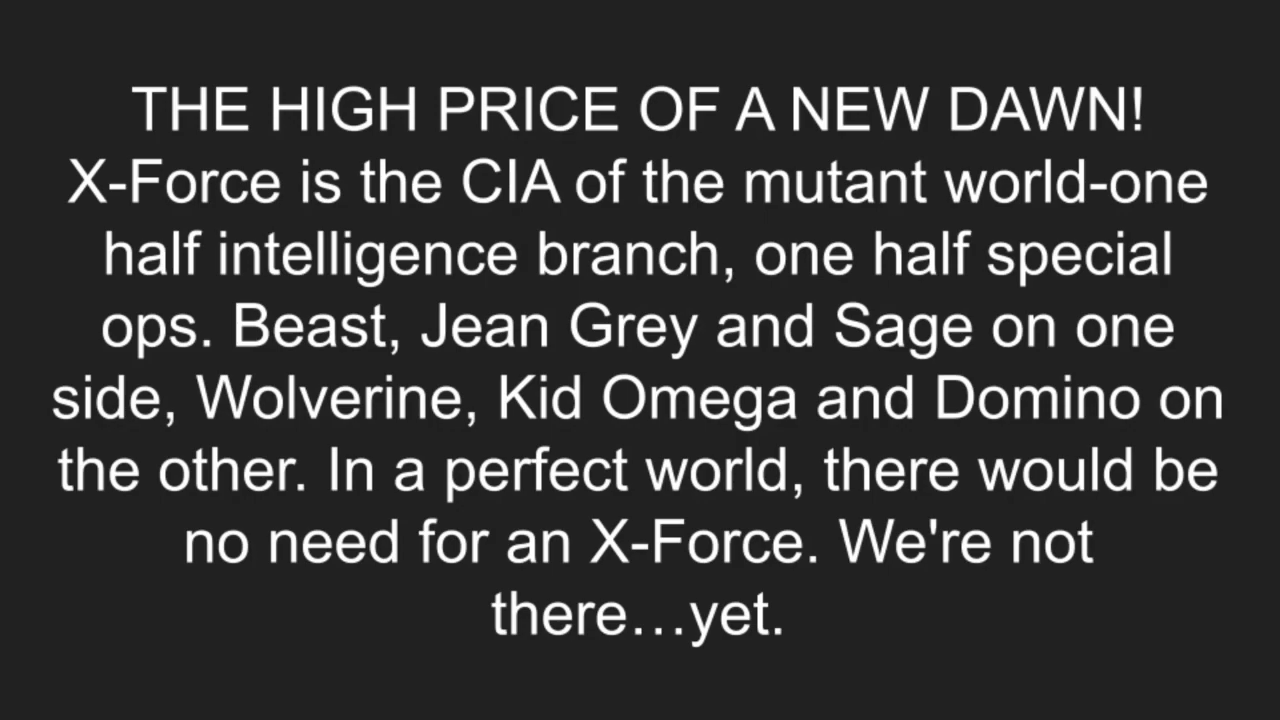 THE HIGH PRICE OF A NEW DAWN!
X-Force is the CIA of the mutant world-one
half intelligence branch, one half special
ops. Beast, Jean Grey and Sage on one
side, Wolverine, Kid Omega and Domino on
the other. In a perfect world, there would be
no need for an X-Force. We're not
there…yet.